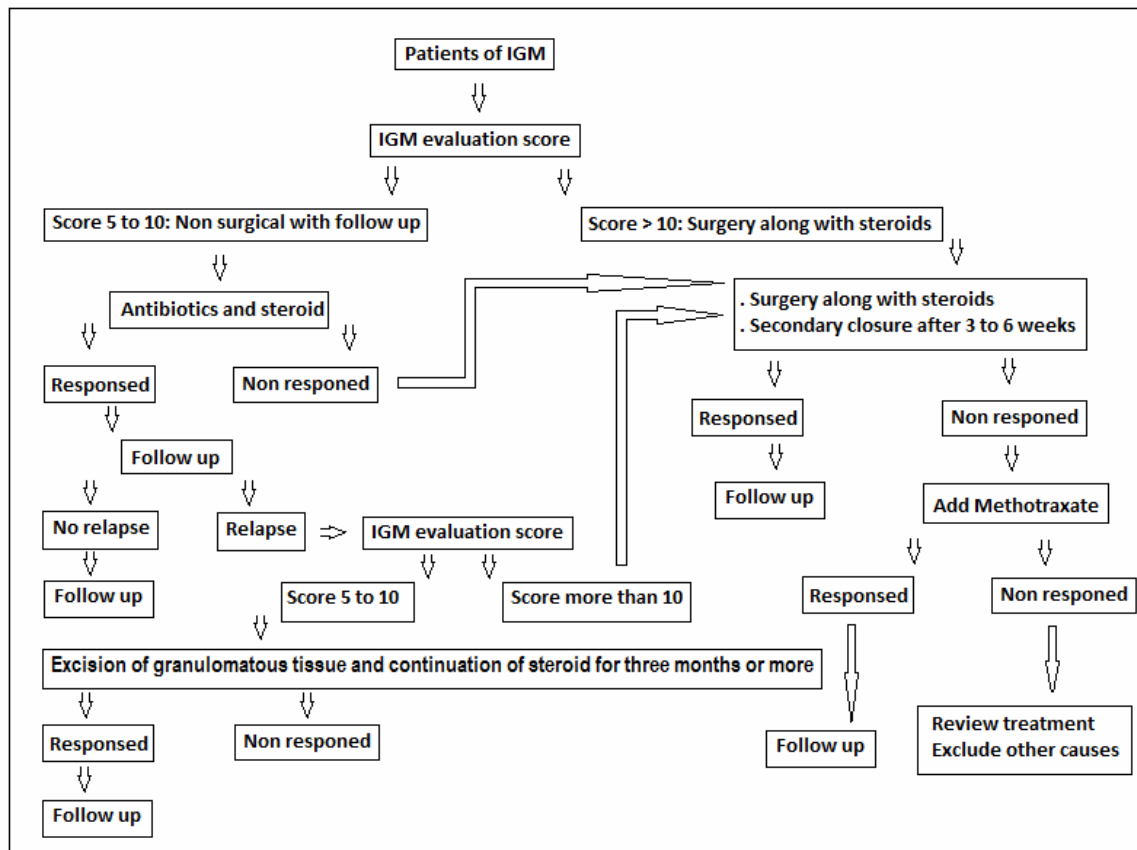 Patients of IGM
IGM evaluation score
Score 5 to 10: Non surgical with follow up
Score > 10: Surgery along with steroids
Antibiotics and steroid
. Surgery along with steroids
. Secondary closure after 3 to 6 weeks
Responsed
Non responed
Responsed
Non responed
Follow up
Follow up
Add Methotraxate
No relapse
Relapse
IGM evaluation score
Follow up
Score 5 to 10
Score more than 10
Responsed
Non responed
Excision of granulomatous tissue and continuation of steroid for three months or more
Responsed
Non responed
Follow up
Review treatment
Exclude other causes
Follow up